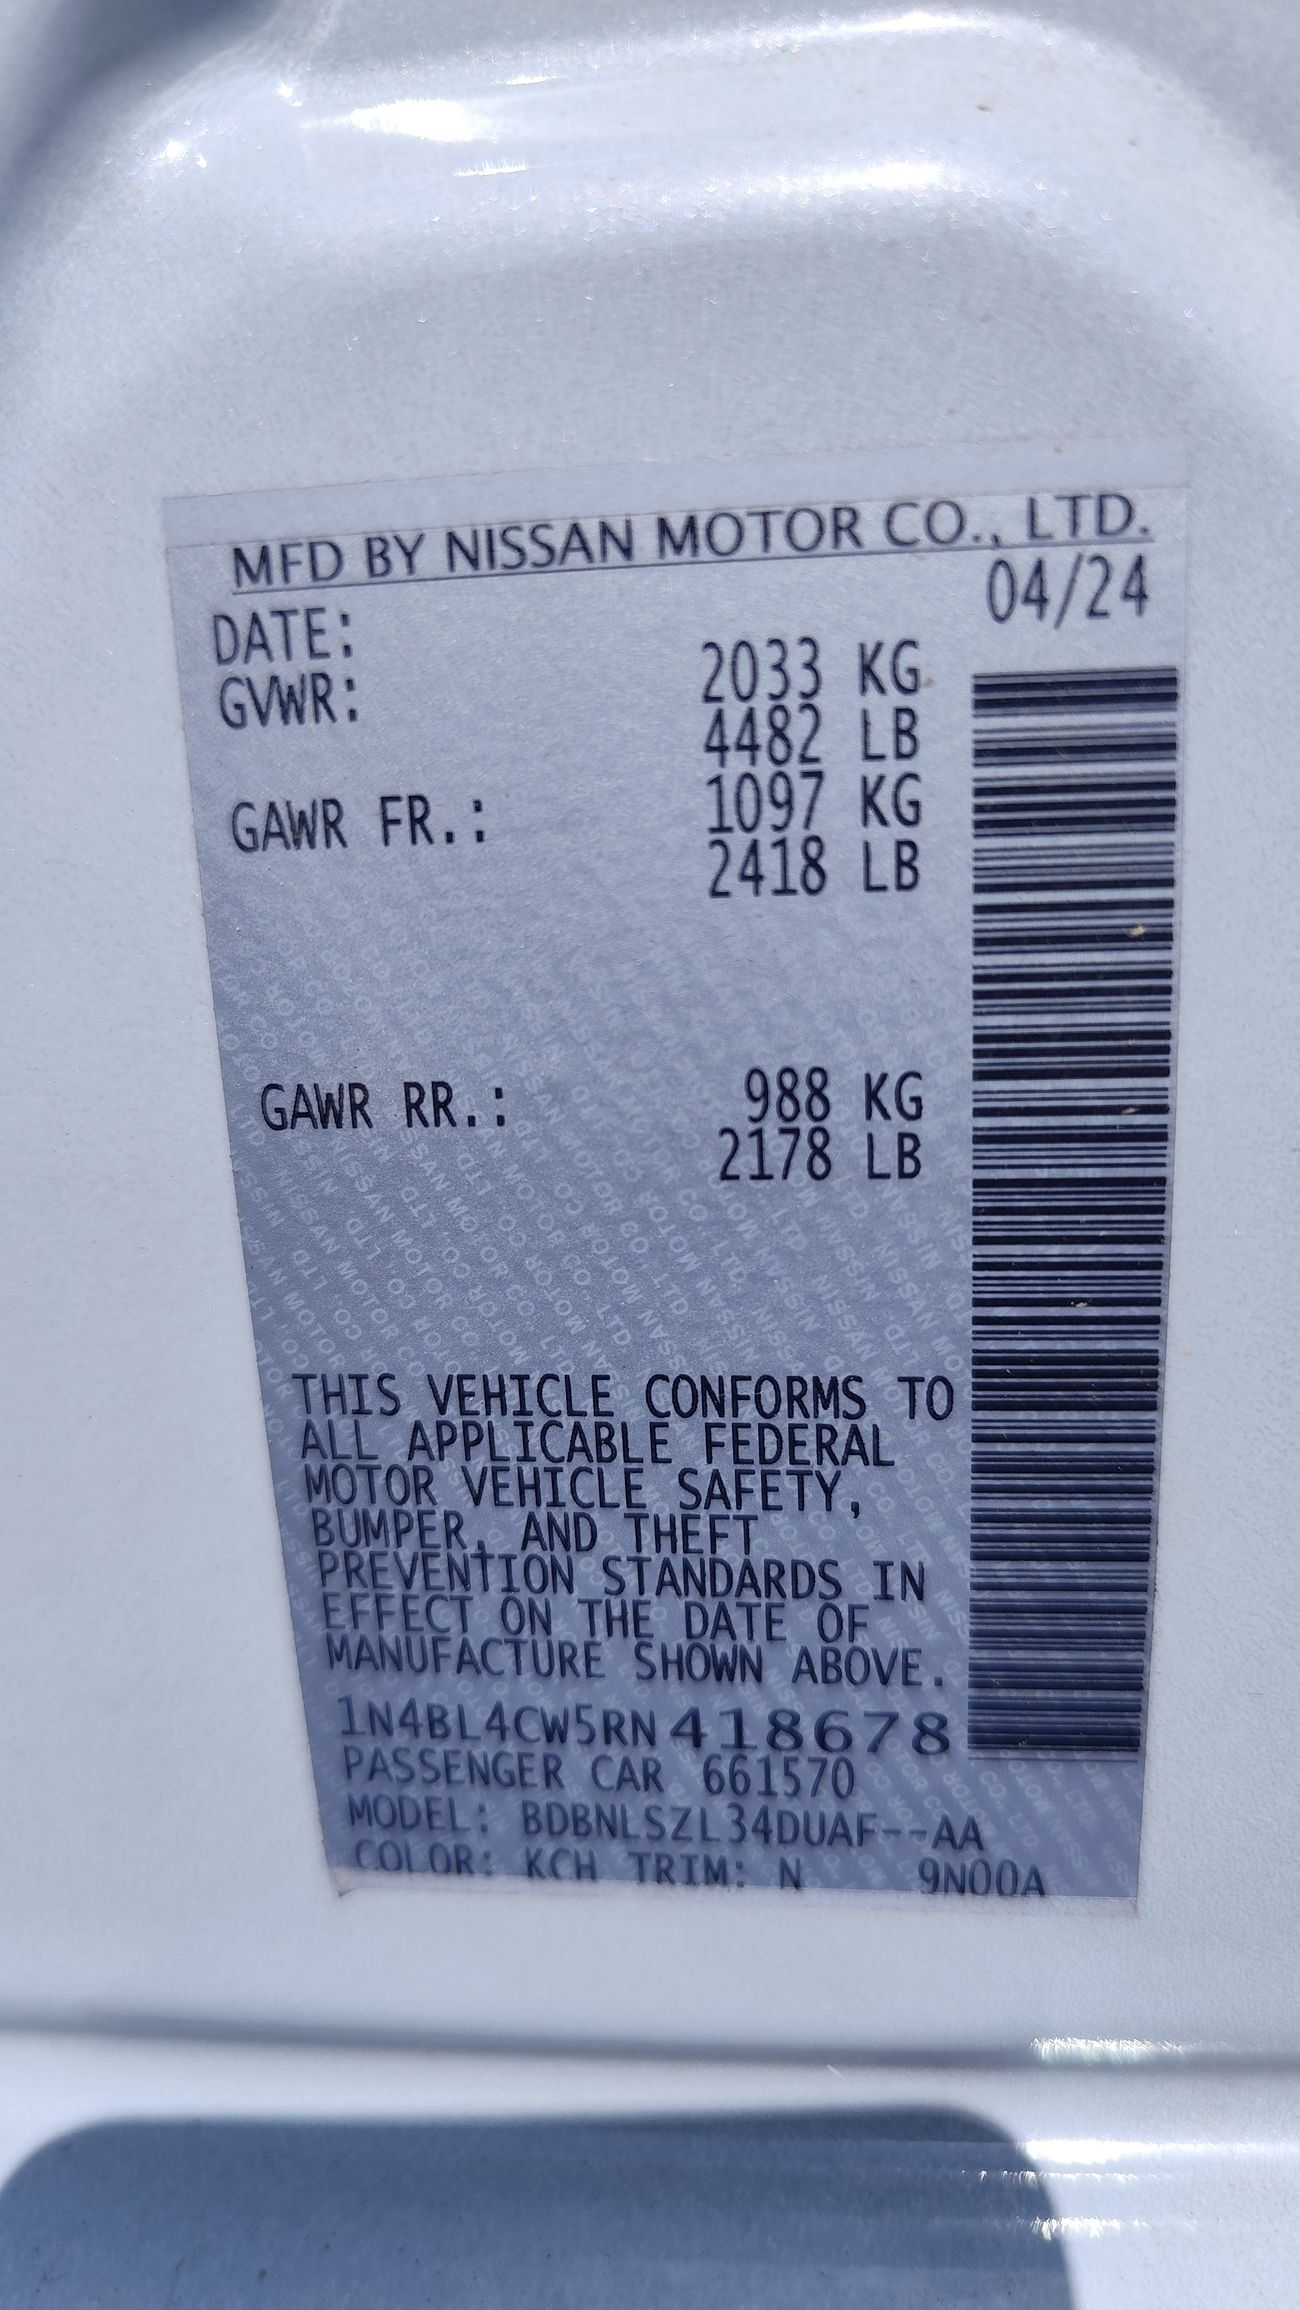 MFD BY NISSAN MOTOR CO., LTD.
DATE: 04/24
GVWR: 2033 KG
4482 LB
GAWR FR.: 1097 KG
2418 LB
GAWR RR.: 988 KG
2178 LB
THIS VEHICLE CONFORMS TO
ALL APPLICABLE FEDERAL
MOTOR VEHICLE SAFETY,
BUMPER, AND THEFT
PREVENTION STANDARDS IN
EFFECT ON THE DATE OF
MANUFACTURE SHOWN ABOVE.
1N4BL4CW5RN418678
PASSENGER CAR 661570
MODEL: BDBNLSZL34DUAF--AA
COLOR: KCH TRIM: N 9N00A